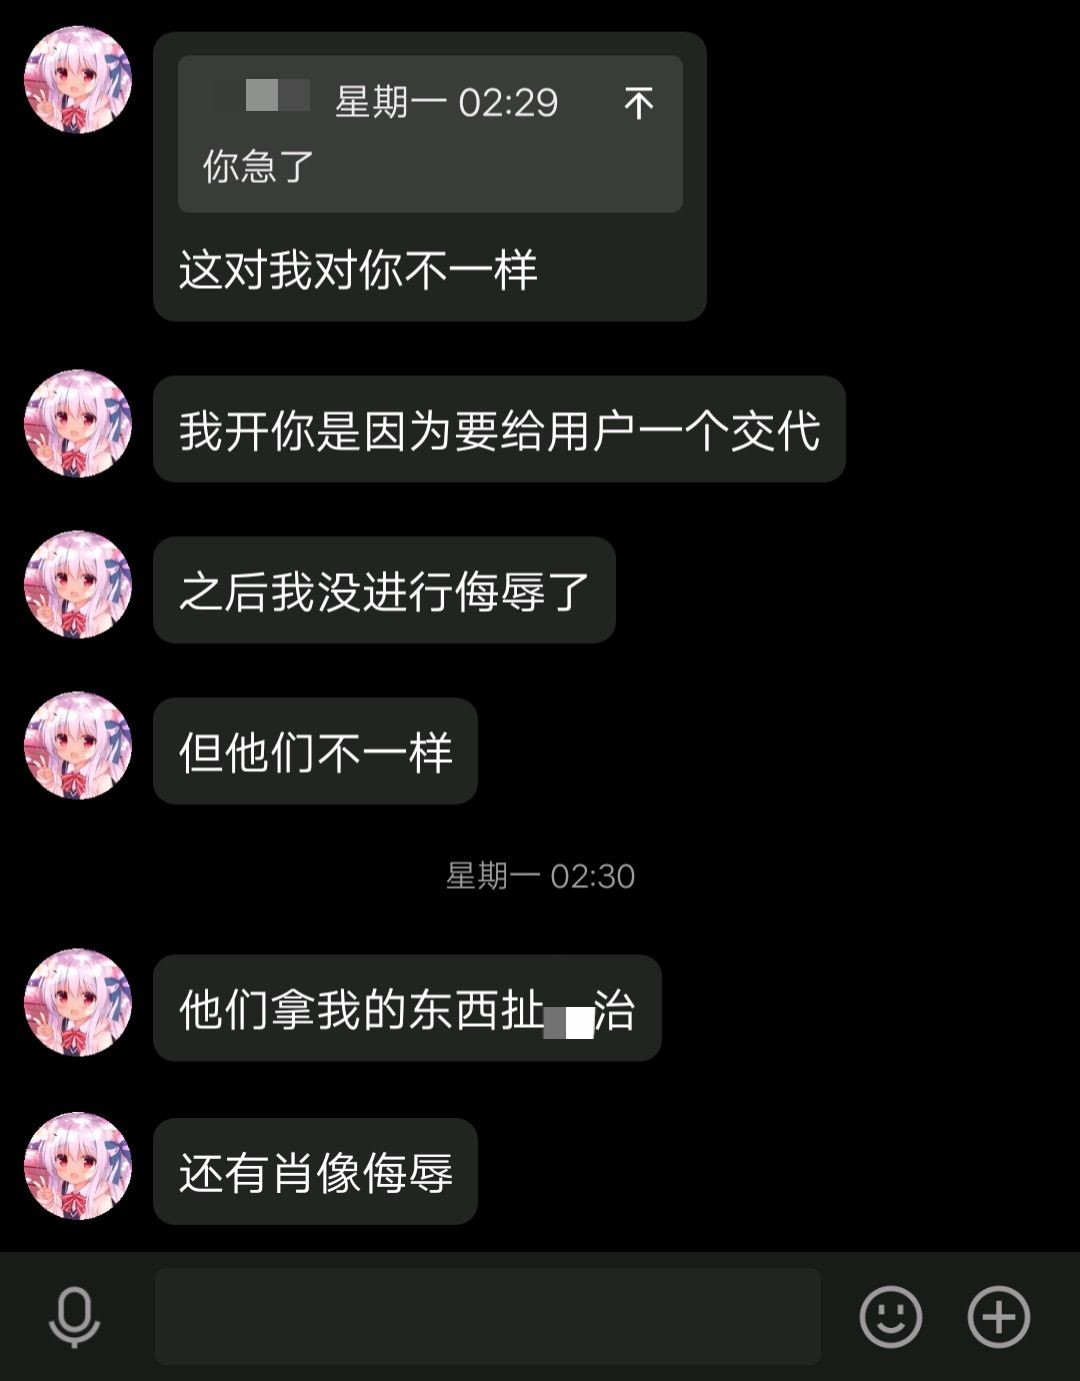 星期一 02:29
你急了
这对我对你不一样
我开你是因为要给用户一个交代
之后我没进行侮辱了
但他们不一样
星期一 02:30
他们拿我的东西扯治
还有肖像侮辱